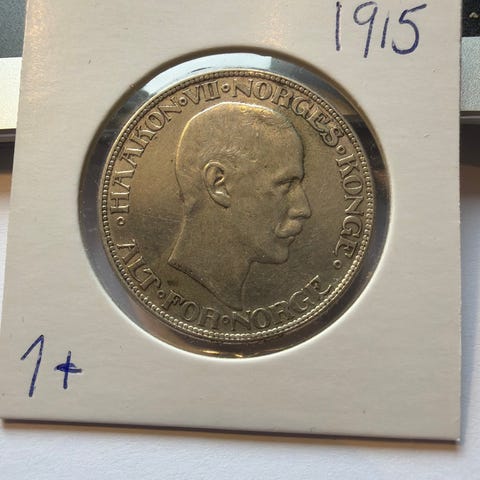 1915
HAAKON·VII·NORGES·KONGE
ALT·FOR·NORGE
1+